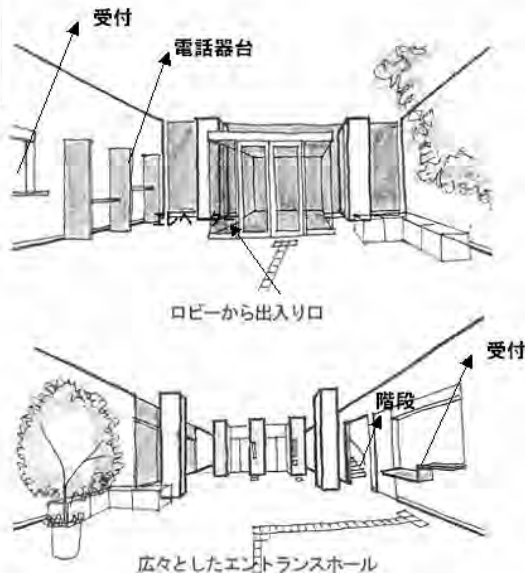 受付
電話器台
エレベータ
ロビーから出入り口
受付
階段
広々としたエントランスホール